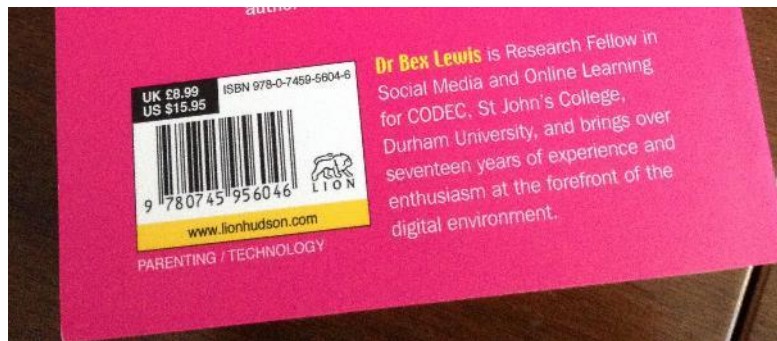 author
UK £8.99
US $15.95
ISBN 978-0-7459-5604-6
9 780745 956046
LION
www.lionhudson.com
PARENTING / TECHNOLOGY
Dr Bex Lewis is Research Fellow in
Social Media and Online Learning
for CODEC, St John's College,
Durham University, and brings over
seventeen years of experience and
enthusiasm at the forefront of the
digital environment.